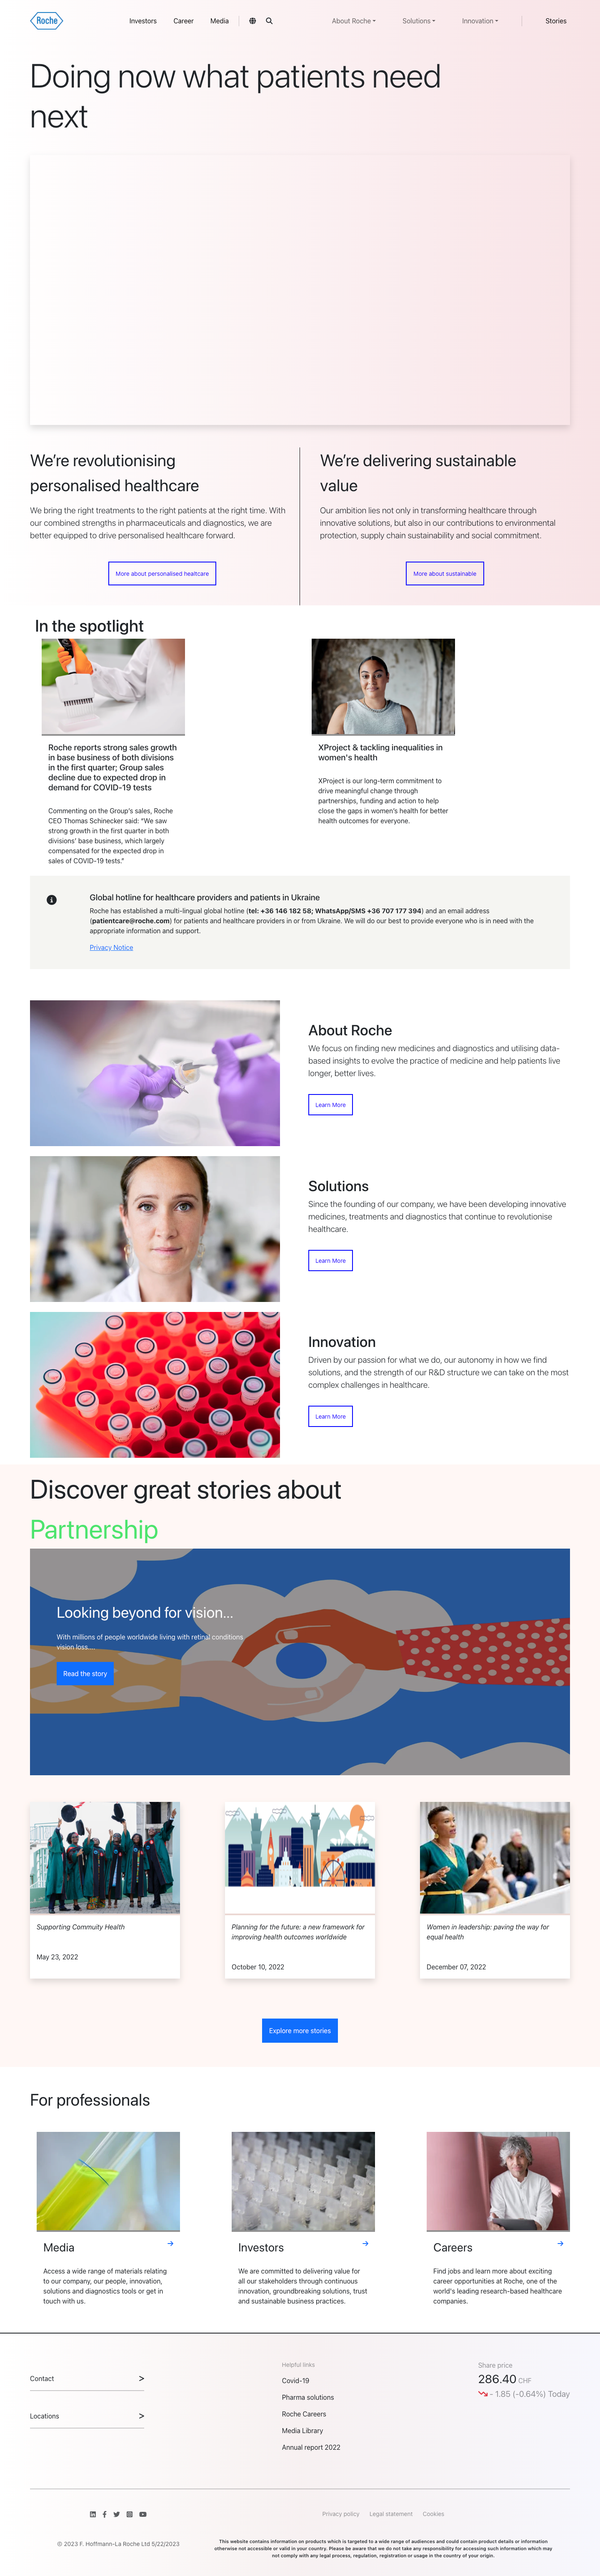 Roche
Investors Career Media
About Roche Solutions Innovation Stories
Doing now what patients need
next
We're revolutionising
personalised healthcare
We bring the right treatments to the right patients at the right time. With
our combined strengths in pharmaceuticals and diagnostics, we are
better equipped to drive personalised healthcare forward.
More about personalised healtcare
We're delivering sustainable
value
Our ambition lies not only in transforming healthcare through
innovative solutions, but also in our contributions to environmental
protection, supply chain sustainability and social commitment.
More about sustainable
In the spotlight
Roche reports strong sales growth
in base business of both divisions
in the first quarter; Group sales
decline due to expected drop in
demand for COVID-19 tests
Commenting on the Group's sales, Roche
CEO Thomas Schinecker said: "We saw
strong growth in the first quarter in both
divisions' base business, which largely
compensated for the expected drop in
sales of COVID-19 tests."
XProject & tackling inequalities in
women's health
XProject is our long-term commitment to
drive meaningful change through
partnerships, funding and action to help
close the gaps in women's health for better
health outcomes for everyone.
Global hotline for healthcare providers and patients in Ukraine
Roche has established a multi-lingual global hotline (tel: +36 146 182 58; WhatsApp/SMS +36 707 177 394) and an email address
(patientcare@roche.com) for patients and healthcare providers in or from Ukraine. We will do our best to provide everyone who is in need with the
appropriate information and support.
Privacy Notice
About Roche
We focus on finding new medicines and diagnostics and utilising data-
based insights to evolve the practice of medicine and help patients live
longer, better lives.
Learn More
Solutions
Since the founding of our company, we have been developing innovative
medicines, treatments and diagnostics that continue to revolutionise
healthcare.
Learn More
Innovation
Driven by our passion for what we do, our autonomy in how we find
solutions, and the strength of our R&D structure we can take on the most
complex challenges in healthcare.
Learn More
Discover great stories about
Partnership
Looking beyond for vision...
With millions of people worldwide living with retinal conditions
vision loss....
Read the story
Supporting Commuity Health
May 23, 2022
Planning for the future: a new framework for
improving health outcomes worldwide
October 10, 2022
Women in leadership: paving the way for
equal health
December 07, 2022
Explore more stories
For professionals
Media
Access a wide range of materials relating
to our company, our people, innovation,
solutions and diagnostics tools or get in
touch with us.
Investors
We are committed to delivering value for
all our stakeholders through continuous
innovation, groundbreaking solutions, trust
and sustainable business practices.
Careers
Find jobs and learn more about exciting
career opportunities at Roche, one of the
world's leading research-based healthcare
companies.
Contact >
Locations >
Helpful links
Covid-19
Pharma solutions
Roche Careers
Media Library
Annual report 2022
Share price
286.40 CHF
- 1.85 (-0.64%) Today
Privacy policy Legal statement Cookies
© 2023 F. Hoffmann-La Roche Ltd 5/22/2023
This website contains information on products which is targeted to a wide range of audiences and could contain product details or information
otherwise not accessible or valid in your country. Please be aware that we do not take any responsibility for accessing such information which may
not comply with any legal process, regulation, registration or usage in the country of your origin.